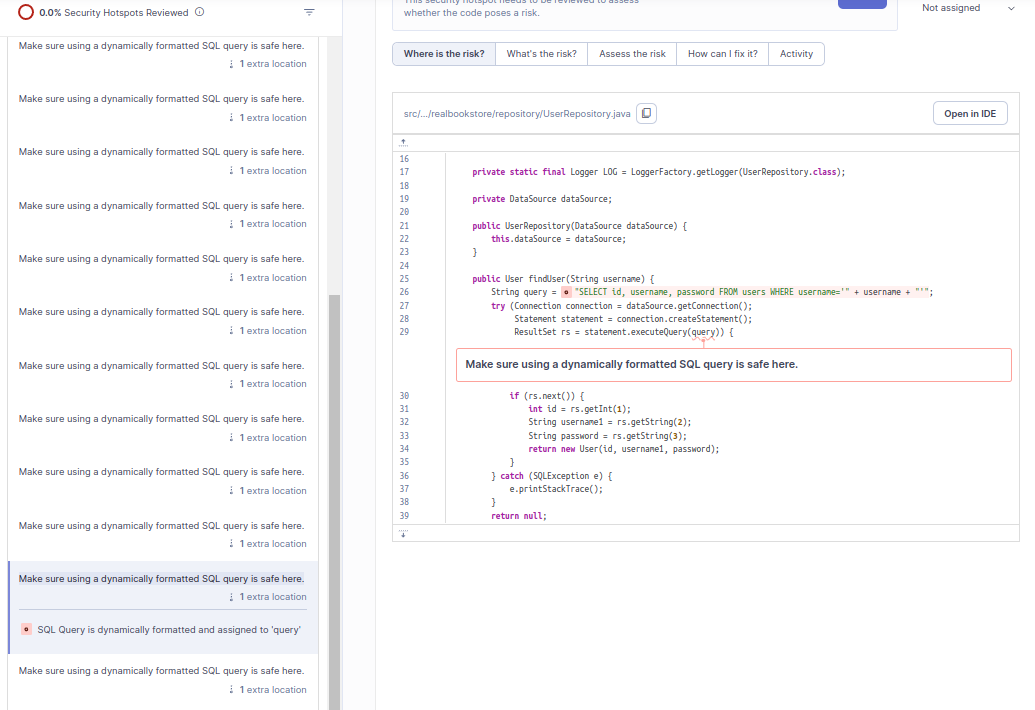 0.0% Security Hotspots Reviewed
Make sure using a dynamically formatted SQL query is safe here.
1 extra location
Make sure using a dynamically formatted SQL query is safe here.
1 extra location
Make sure using a dynamically formatted SQL query is safe here.
1 extra location
Make sure using a dynamically formatted SQL query is safe here.
1 extra location
Make sure using a dynamically formatted SQL query is safe here.
1 extra location
Make sure using a dynamically formatted SQL query is safe here.
1 extra location
Make sure using a dynamically formatted SQL query is safe here.
1 extra location
Make sure using a dynamically formatted SQL query is safe here.
1 extra location
Make sure using a dynamically formatted SQL query is safe here.
1 extra location
Make sure using a dynamically formatted SQL query is safe here.
1 extra location
Make sure using a dynamically formatted SQL query is safe here.
1 extra location
SQL Query is dynamically formatted and assigned to 'query'
Make sure using a dynamically formatted SQL query is safe here.
1 extra location
This security hotspot needs to be reviewed to assess
whether the code poses a risk.
Not assigned
Where is the risk? What's the risk? Assess the risk How can I fix it? Activity
src/.../realbookstore/repository/UserRepository.java Open in IDE
16
17 private static final Logger LOG = LoggerFactory.getLogger(UserRepository.class);
18
19 private DataSource dataSource;
20
21 public UserRepository(DataSource dataSource) {
22 this.dataSource = dataSource;
23 }
24
25 public User findUser(String username) {
26 String query = "SELECT id, username, password FROM users WHERE username='" + username + "'";
27 try (Connection connection = dataSource.getConnection();
28 Statement statement = connection.createStatement();
29 ResultSet rs = statement.executeQuery(query)) {
Make sure using a dynamically formatted SQL query is safe here.
30 if (rs.next()) {
31 int id = rs.getInt(1);
32 String username1 = rs.getString(2);
33 String password = rs.getString(3);
34 return new User(id, username1, password);
35 }
36 } catch (SQLException e) {
37 e.printStackTrace();
38 }
39 return null;